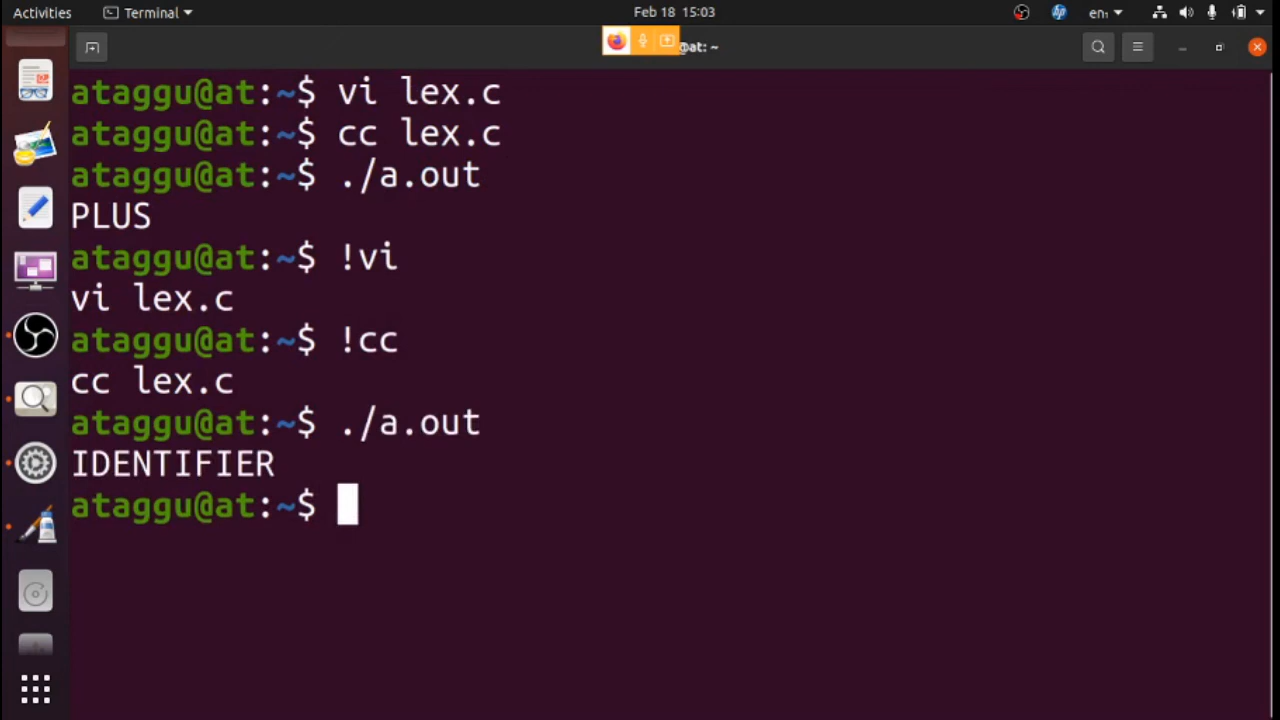 Activities Terminal Feb 18 15:03 en
@at: ~
ataggu@at:~$ vi lex.c
ataggu@at:~$ cc lex.c
ataggu@at:~$ ./a.out
PLUS
ataggu@at:~$ !vi
vi lex.c
ataggu@at:~$ !cc
cc lex.c
ataggu@at:~$ ./a.out
IDENTIFIER
ataggu@at:~$